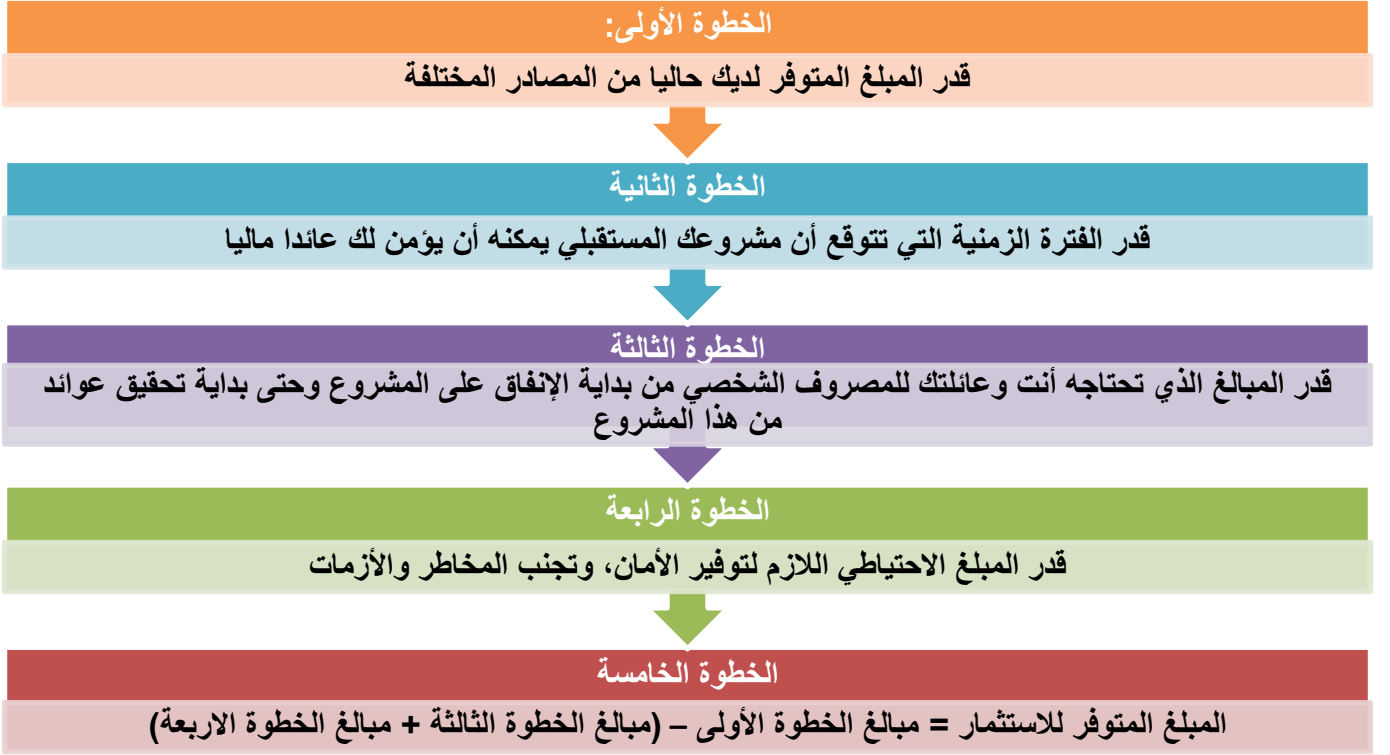 الخطوة الأولى:
قدر المبلغ المتوفر لديك حاليا من المصادر المختلفة
الخطوة الثانية
قدر الفترة الزمنية التي تتوقع أن مشروعك المستقبلي يمكنه أن يؤمن لك عائدا ماليا
الخطوة الثالثة
قدر المبالغ الذي تحتاجه أنت وعائلتك للمصروف الشخصي من بداية الإنفاق على المشروع وحتى بداية تحقيق عوائد
من هذا المشروع
الخطوة الرابعة
قدر المبلغ الاحتياطي اللازم لتوفير الأمان، وتجنب المخاطر والأزمات
الخطوة الخامسة
المبلغ المتوفر للاستثمار = مبالغ الخطوة الأولى – (مبالغ الخطوة الثالثة + مبالغ الخطوة الاربعة)